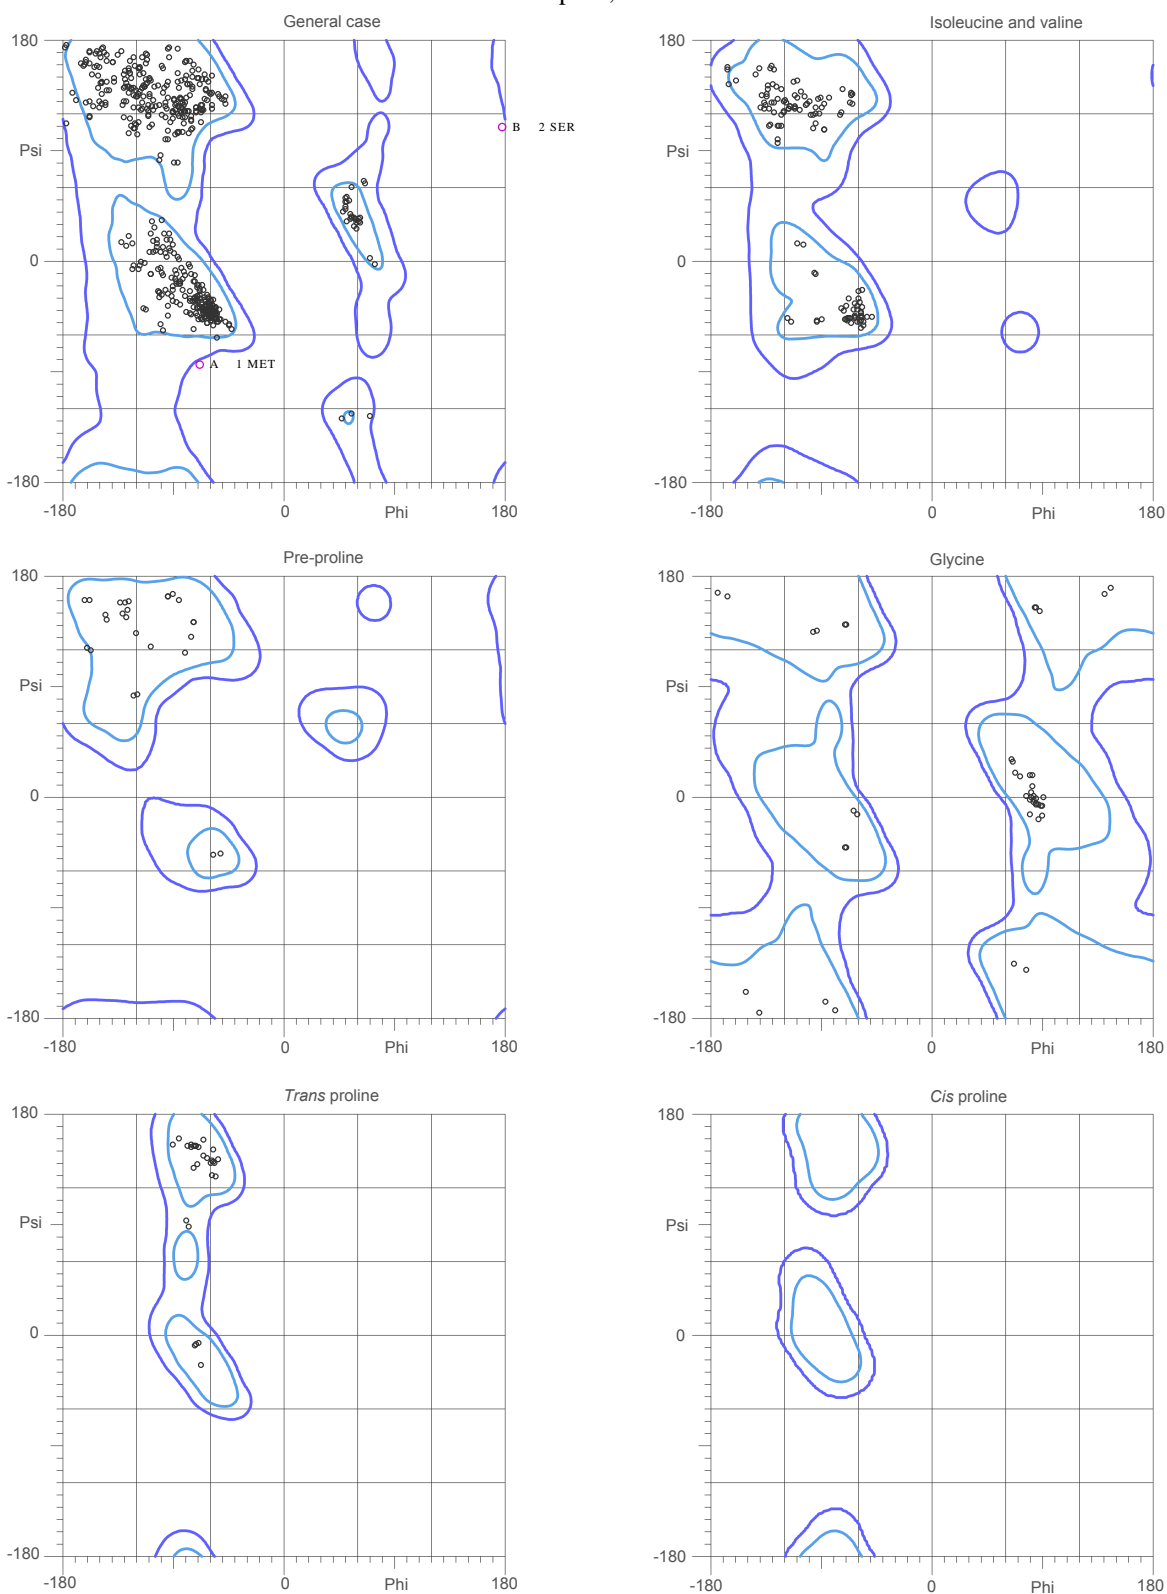 General case
Isoleucine and valine
180
180
B 2 SER
Psi
Psi
0
0
A 1 MET
-180
-180
-180 0 Phi 180
-180 0 Phi 180
Pre-proline
Glycine
180
180
Psi
Psi
0
0
-180
-180
-180 0 Phi 180
-180 0 Phi 180
Trans proline
Cis proline
180
180
Psi
Psi
0
0
-180
-180
-180 0 Phi 180
-180 0 Phi 180